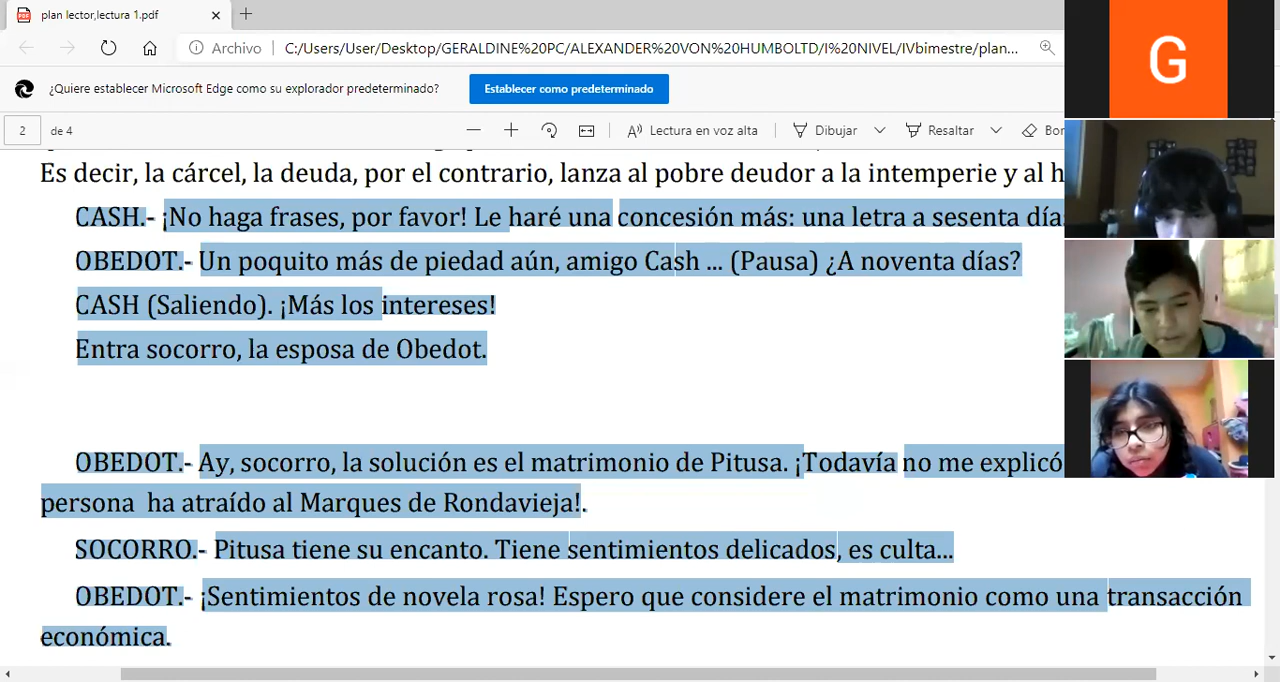 plan lector,lectura 1.pdf
Archivo C:/Users/User/Desktop/GERALDINE%20PC/ALEXANDER%20VON%20HUMBOLTD/I%20NIVEL/IVbimestre/plan...
¿Quiere establecer Microsoft Edge como su explorador predeterminado? Establecer como predeterminado
2 de 4 Lectura en voz alta Dibujar Resaltar
Es decir, la cárcel, la deuda, por el contrario, lanza al pobre deudor a la intemperie y al
CASH.- ¡No haga frases, por favor! Le haré una concesión más: una letra a sesenta días
OBEDOT.- Un poquito más de piedad aún, amigo Cash ... (Pausa) ¿A noventa días?
CASH (Saliendo). ¡Más los intereses!
Entra socorro, la esposa de Obedot.
OBEDOT.- Ay, socorro, la solución es el matrimonio de Pitusa. ¡Todavía no me explicó
persona ha atraído al Marques de Rondavieja!.
SOCORRO.- Pitusa tiene su encanto. Tiene sentimientos delicados, es culta...
OBEDOT.- ¡Sentimientos de novela rosa! Espero que considere el matrimonio como una transacción
económica.
G